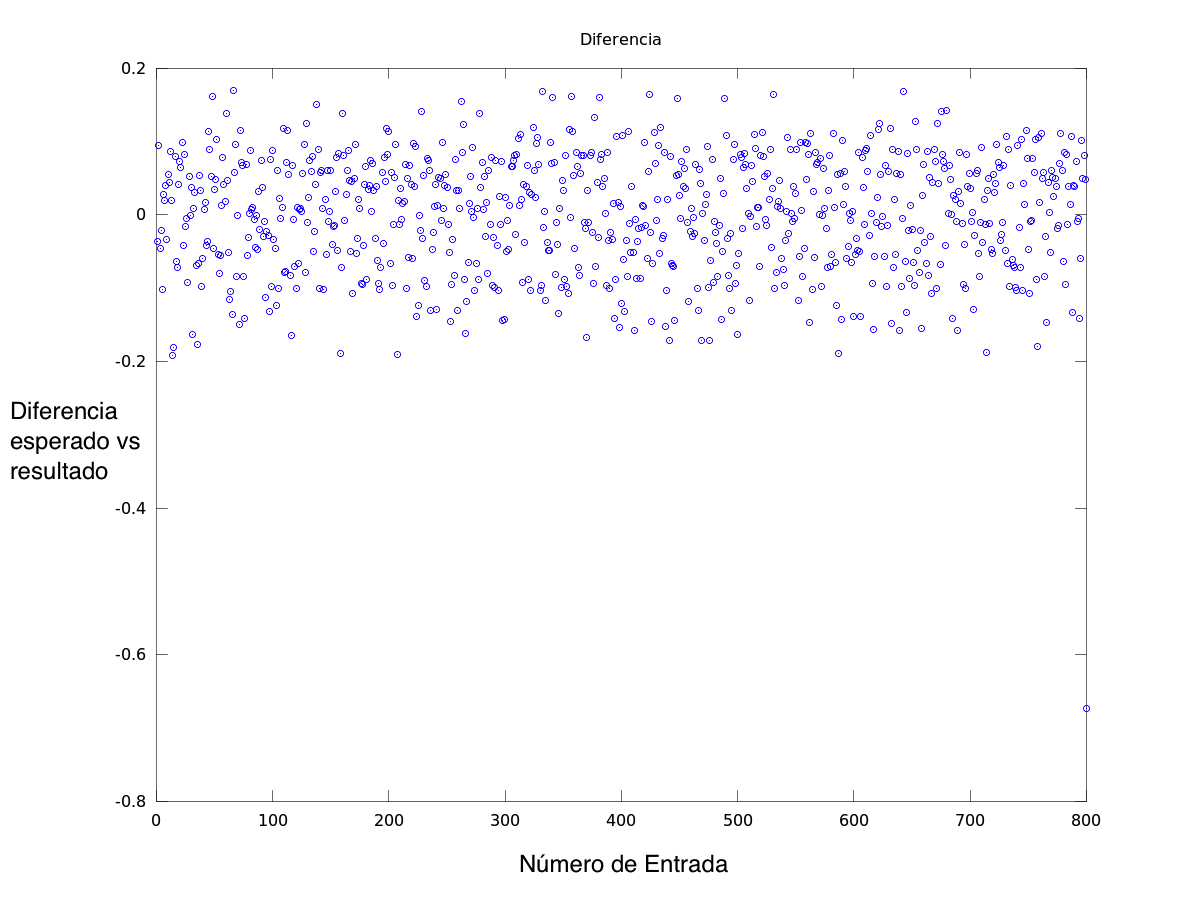 Diferencia
0.2
0
-0.2
-0.4
-0.6
-0.8
Diferencia
esperado vs
resultado
0 100 200 300 400 500 600 700 800
Número de Entrada